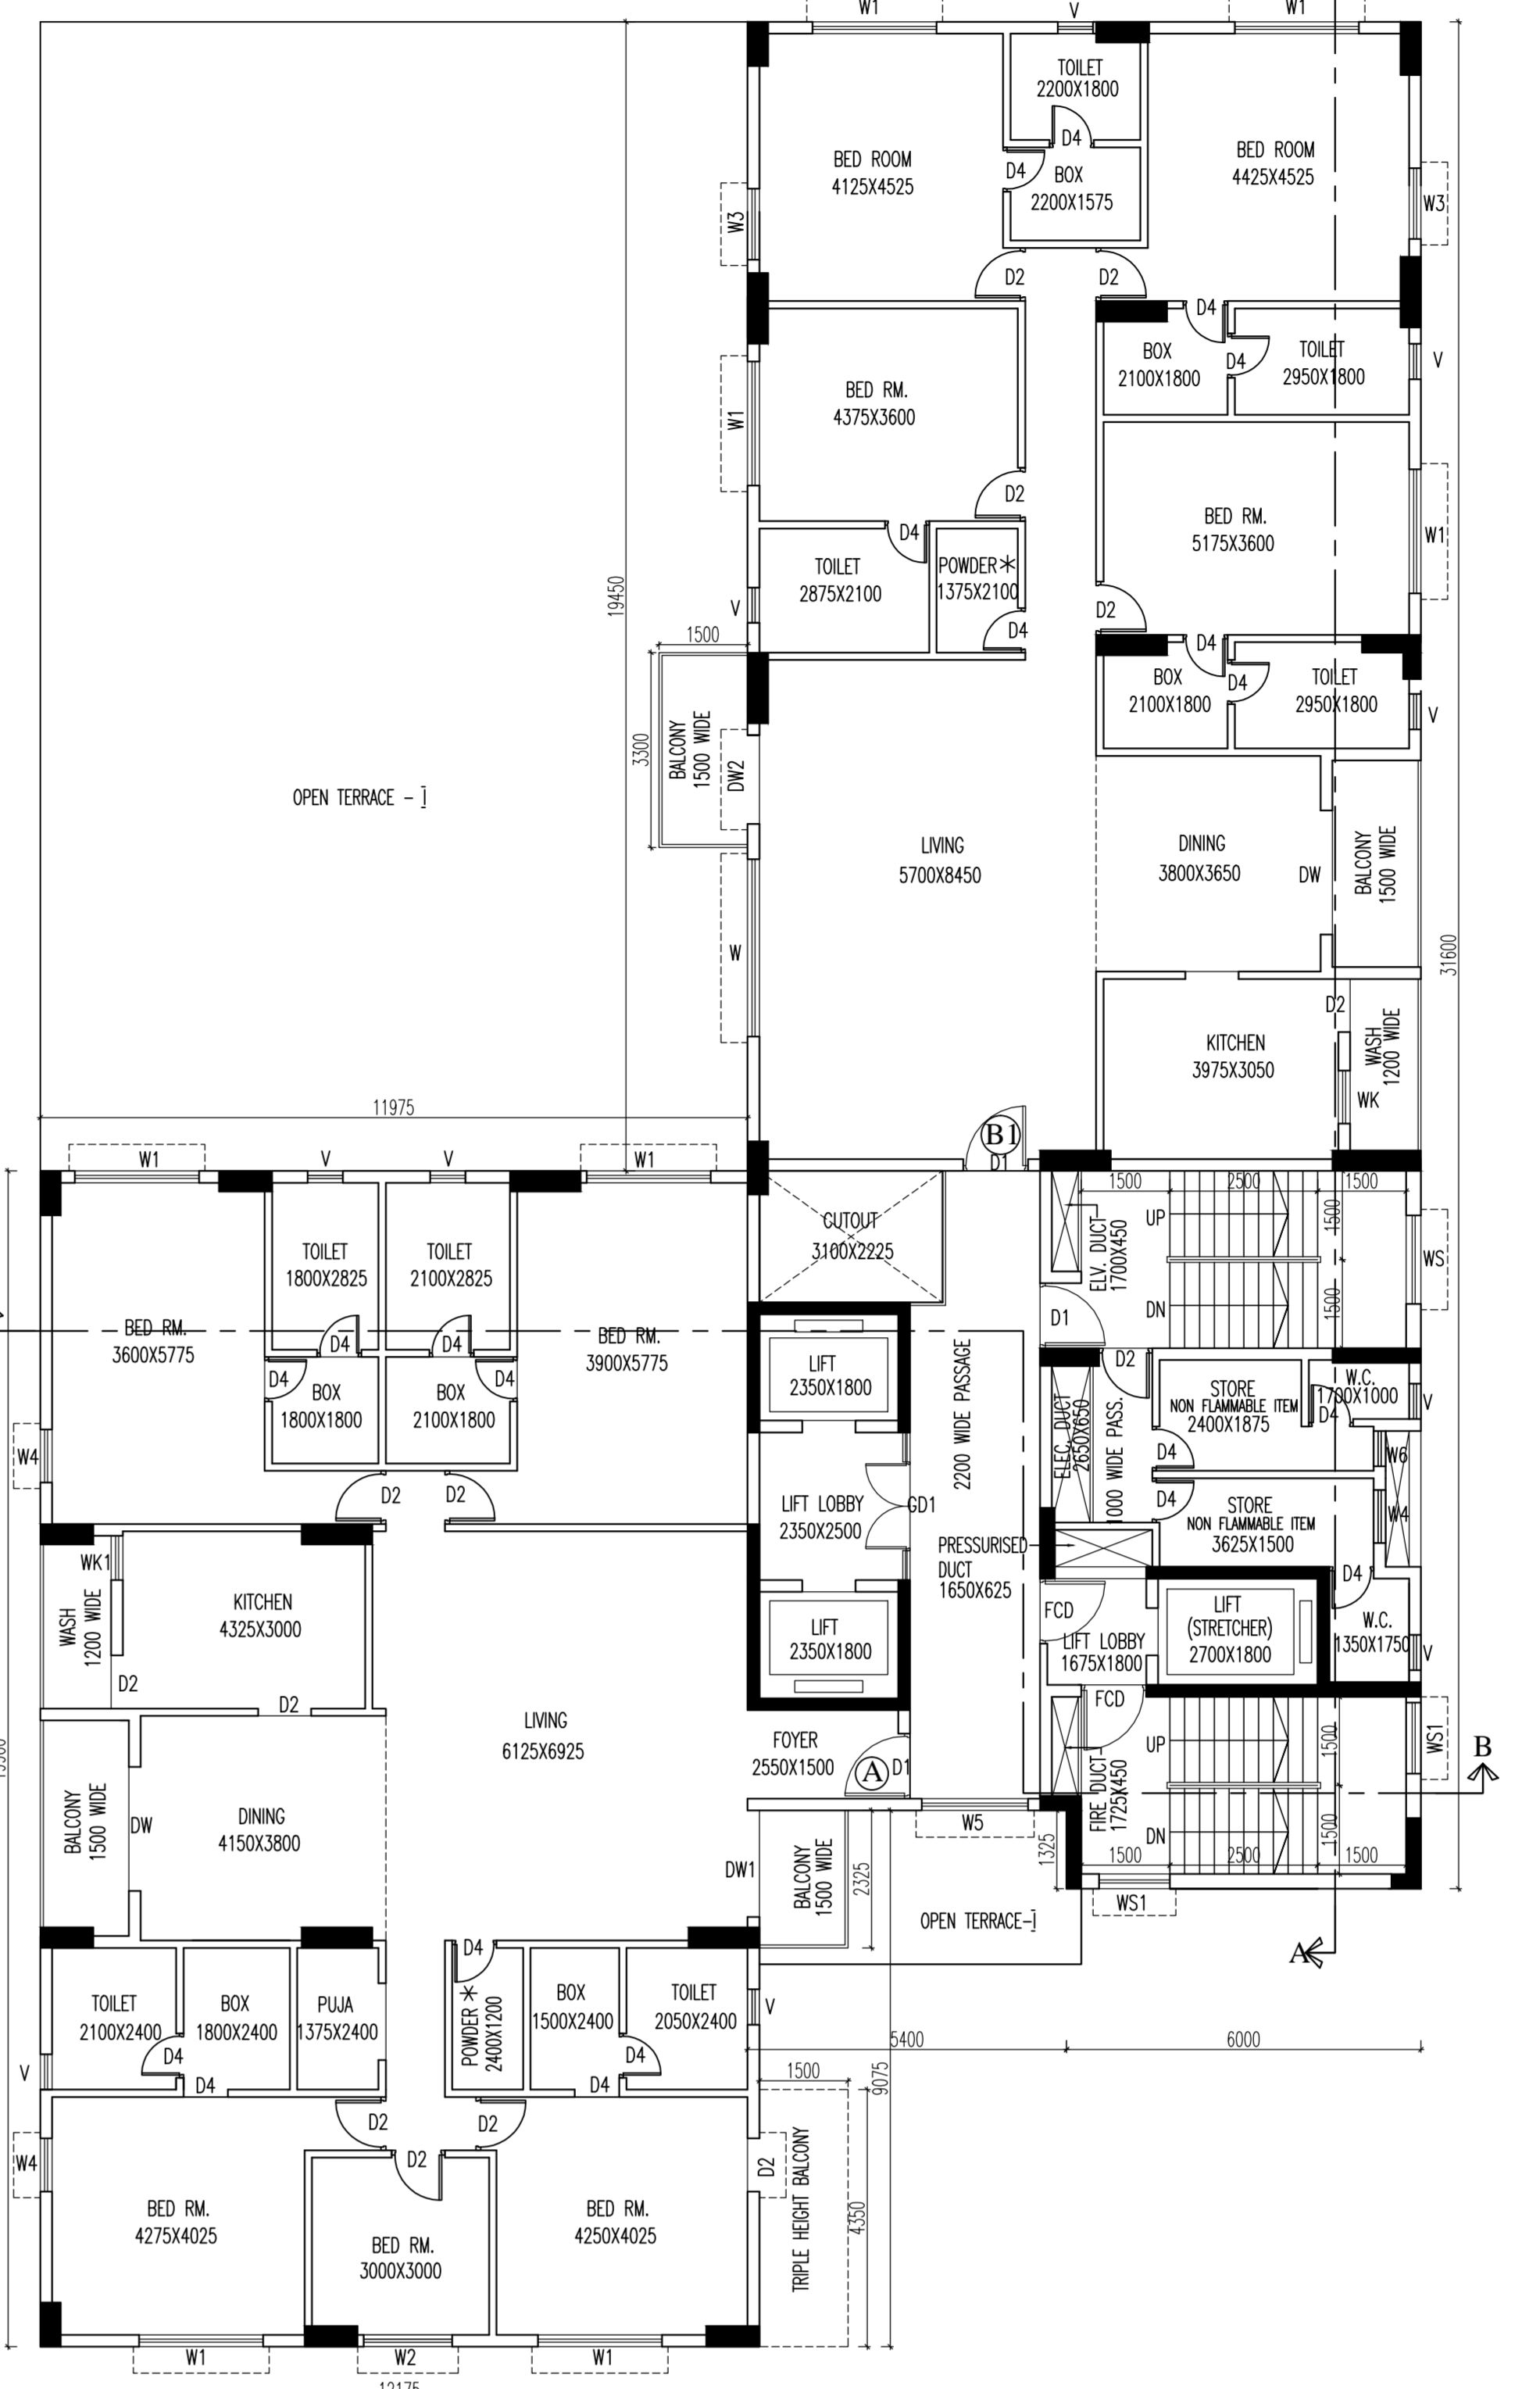 W1
V
W1
TOILET
2200X1800
D4
BED ROOM
4125X4525
D4
BOX
2200X1575
BED ROOM
4425X4525
W3
W3
D2
D2
D4
BOX
2100X1800
D4
TOILET
2950X1800
V
BED RM.
4375X3600
W1
D2
BED RM.
5175X3600
W1
D4
TOILET
2875X2100
V
POWDER*
1375X2100
D4
D2
D4
BOX
2100X1800
D4
TOILET
2950X1800
V
19450
1500
3300
BALCONY
1500 WIDE
DW2
OPEN TERRACE - I
LIVING
5700X8450
DINING
3800X3650
DW
BALCONY
1500 WIDE
W
31600
D2
KITCHEN
3975X3050
WASH
1200 WIDE
WK
11975
B1
D1
W1
V
V
W1
CUTOUT
3100X2225
ELV. DUCT
1700X450
1500
2500
1500
UP
1500
DN
1500
WS
D1
TOILET
1800X2825
TOILET
2100X2825
BED RM.
3600X5775
D4
D4
BED RM.
3900X5775
D4
BOX
1800X1800
BOX
2100X1800
D4
W4
D2
D2
LIFT
2350X1800
2200 WIDE PASSAGE
D2
ELEC. DUCT
2650X650
1000 WIDE PASS.
STORE
NON FLAMMABLE ITEM
2400X1875
W.C.
1700X1000
D4
V
D4
W6
LIFT LOBBY
2350X2500
GD1
D4
STORE
NON FLAMMABLE ITEM
3625X1500
W4
PRESSURISED
DUCT
1650X625
D4
WK1
WASH
1200 WIDE
KITCHEN
4325X3000
D2
D2
LIFT
2350X1800
FCD
LIFT LOBBY
1675X1800
LIFT
(STRETCHER)
2700X1800
W.C.
1350X1750
V
FCD
LIVING
6125X6925
FOYER
2550X1500
A
D1
FIRE DUCT
1725X450
UP
1500
DN
1500
WS1
B
BALCONY
1500 WIDE
DW
DINING
4150X3800
DW1
BALCONY
1500 WIDE
2325
W5
1325
1500
2500
1500
WS1
OPEN TERRACE-I
A
TOILET
2100X2400
BOX
1800X2400
PUJA
1375X2400
D4
POWDER *
2400X1200
BOX
1500X2400
TOILET
2050X2400
V
V
D4
D4
D4
D4
5400
6000
1500
9075
D2
D2
D2
W4
D2
BED RM.
4275X4025
BED RM.
3000X3000
BED RM.
4250X4025
TRIPLE HEIGHT BALCONY
4350
W1
W2
W1
12175